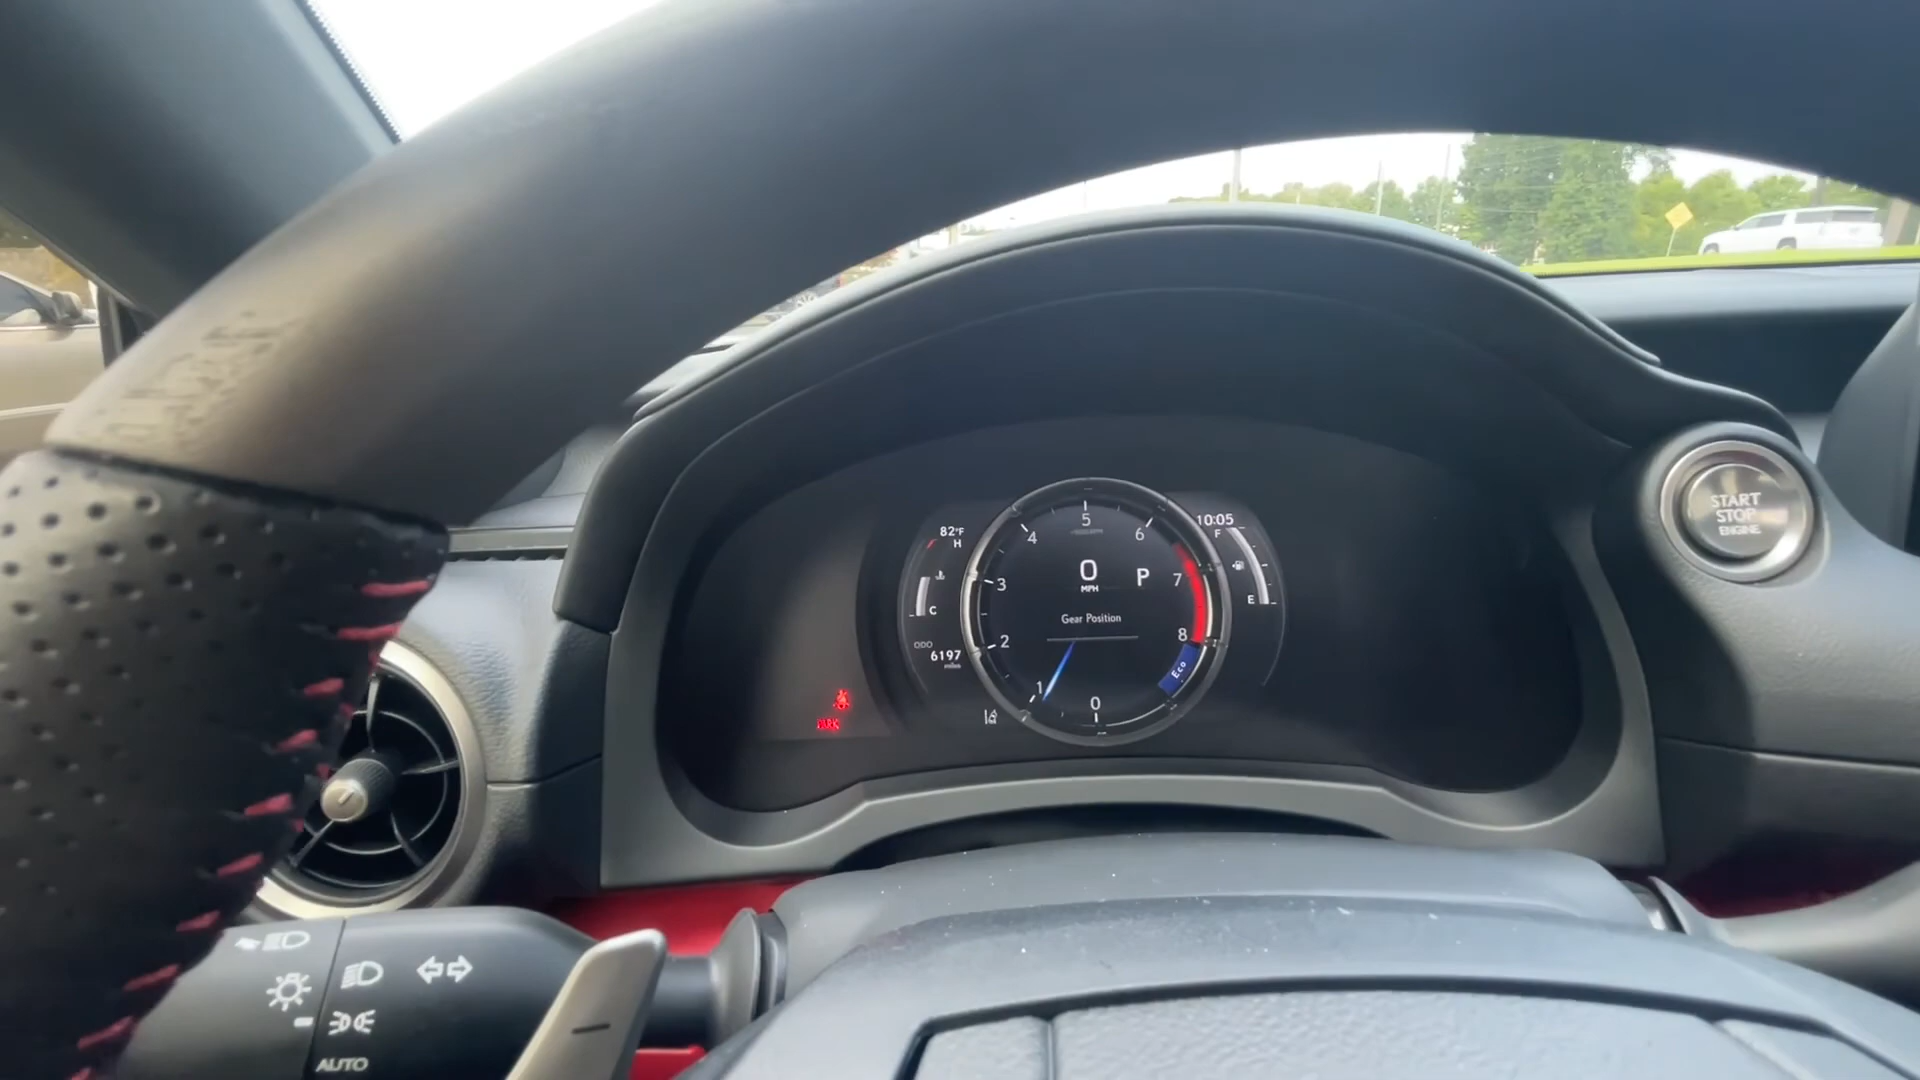 82°F
H
C
ODO
6197
miles
PARK
5
4
6
3
7
2
8
1
0
0
MPH
P
Gear Position
Eco
10:05
F
E
START
STOP
ENGINE
AUTO